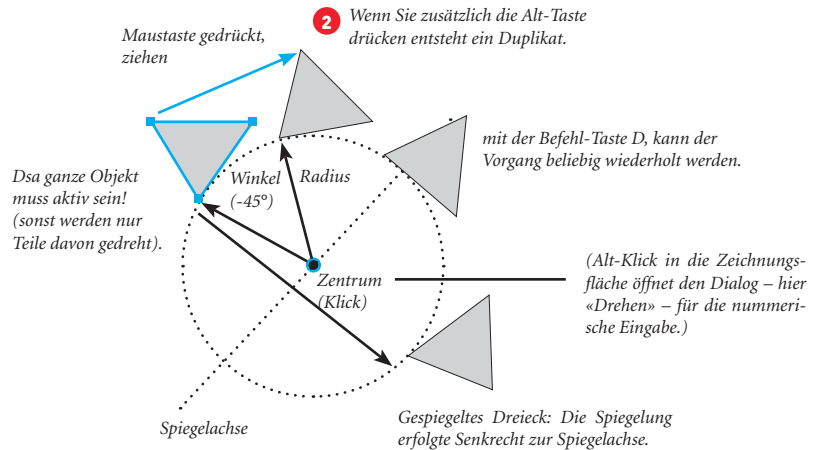 Maustaste gedrückt,
ziehen
2
Wenn Sie zusätzlich die Alt-Taste
drücken entsteht ein Duplikat.
mit der Befehl-Taste D, kann der
Vorgang beliebig wiederholt werden.
Dsa ganze Objekt
muss aktiv sein!
(sonst werden nur
Teile davon gedreht).
Winkel
(-45°)
Radius
Zentrum
(Klick)
(Alt-Klick in die Zeichnungs-
fläche öffnet den Dialog – hier
«Drehen» – für die nummeri-
sche Eingabe.)
Spiegelachse
Gespiegeltes Dreieck: Die Spiegelung
erfolgte Senkrecht zur Spiegelachse.